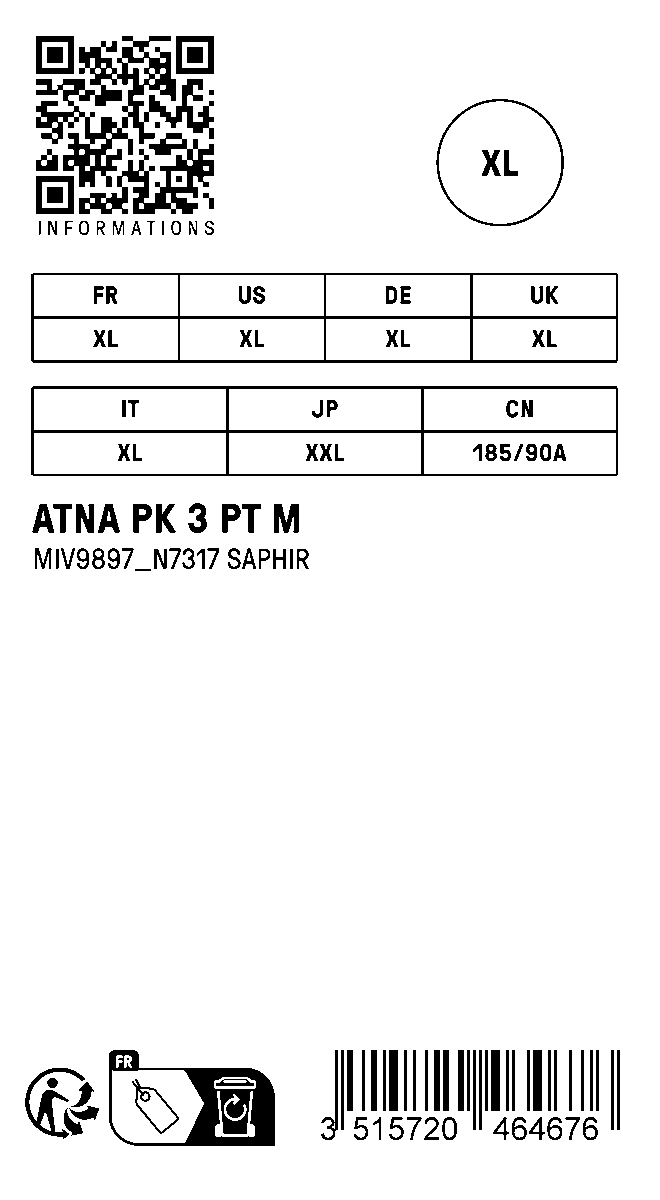 INFORMATIONS
XL
FR US DE UK
XL XL XL XL
IT JP CN
XL XXL 185/90A
ATNA PK 3 PT M
MIV9897_N7317 SAPHIR
FR
3 515720 464676